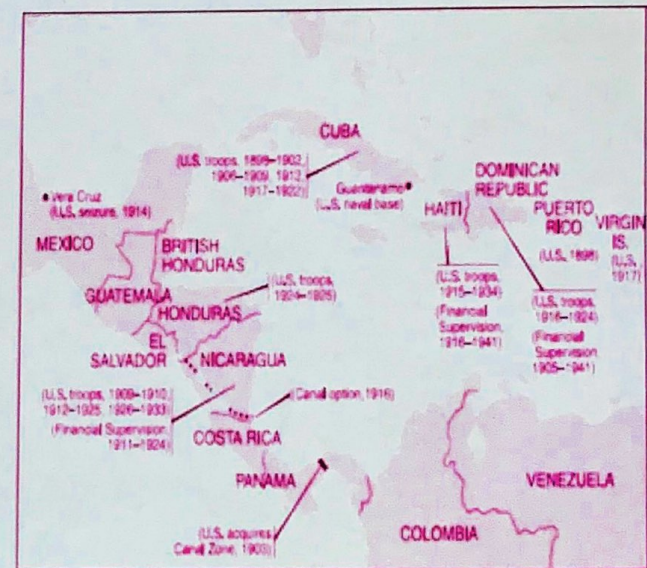 CUBA
(U.S. troops, 1898–1902,
1906–1909, 1912,
1917–1922)
Guantanamo
(U.S. naval base)
DOMINICAN
REPUBLIC
HAITI
PUERTO
RICO
(U.S., 1898)
VIRGIN
IS.
(U.S.,
1917)
Vera Cruz
(U.S. seizure, 1914)
MEXICO
BRITISH
HONDURAS
GUATEMALA
HONDURAS
(U.S. troops,
1924–1925)
(U.S. troops,
1915–1934)
(Financial
Supervision,
1916–1941)
(U.S. troops,
1916–1924)
(Financial
Supervision,
1905–1941)
EL
SALVADOR
NICARAGUA
(U.S. troops, 1909–1910,
1912–1925, 1926–1933)
(Financial Supervision,
1911–1924)
(Canal option, 1916)
COSTA RICA
PANAMA
(U.S. acquires
Canal Zone, 1903)
VENEZUELA
COLOMBIA